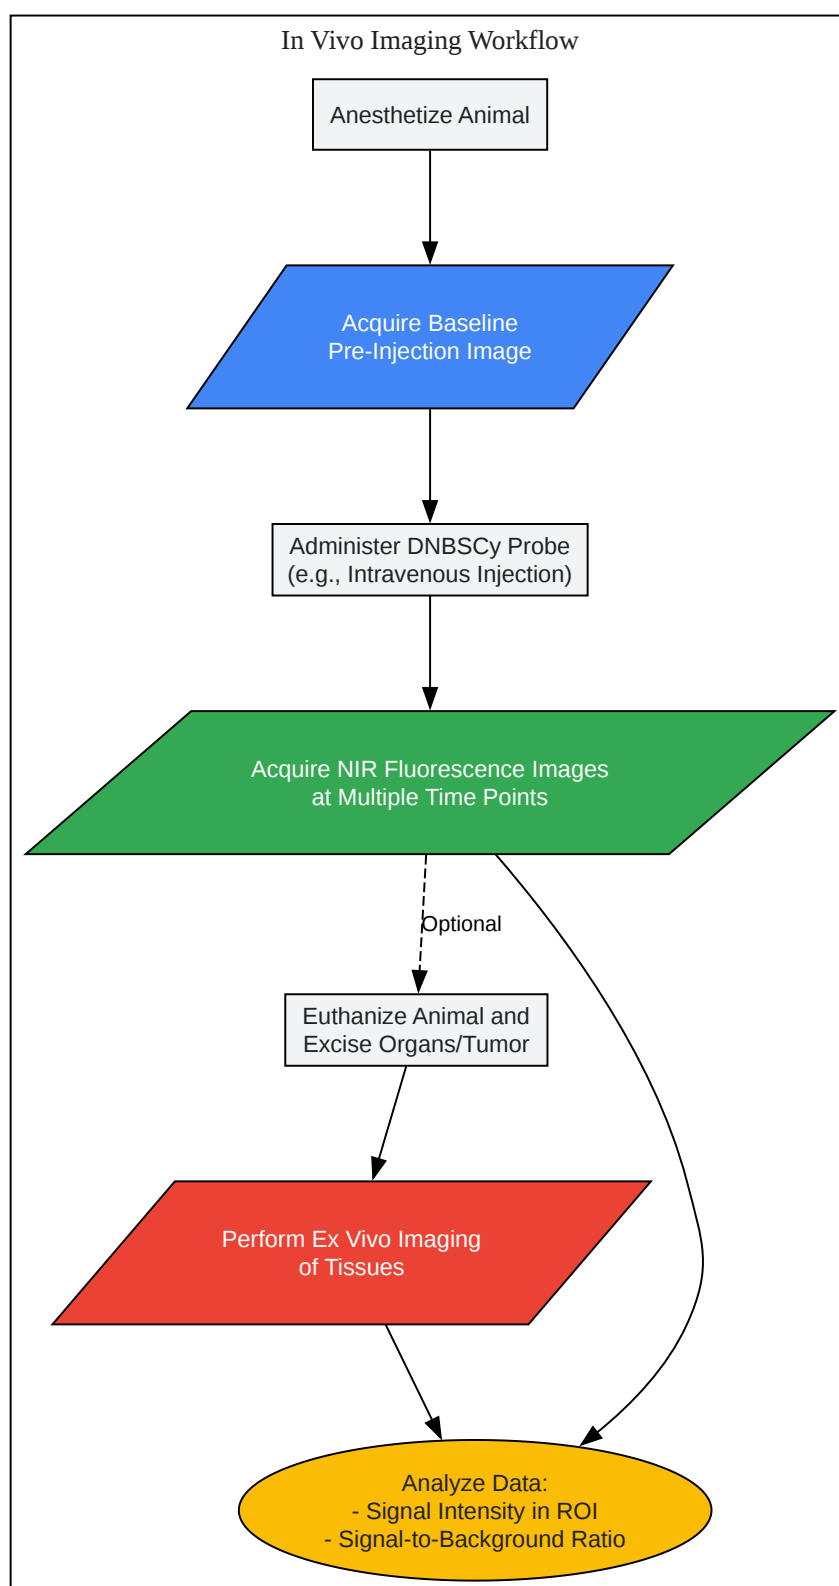 In Vivo Imaging Workflow
Anesthetize Animal
Acquire Baseline
Pre-Injection Image
Administer DNBSCy Probe
(e.g., Intravenous Injection)
Acquire NIR Fluorescence Images
at Multiple Time Points
Optional
Euthanize Animal and
Excise Organs/Tumor
Perform Ex Vivo Imaging
of Tissues
Analyze Data:
- Signal Intensity in ROI
- Signal-to-Background Ratio